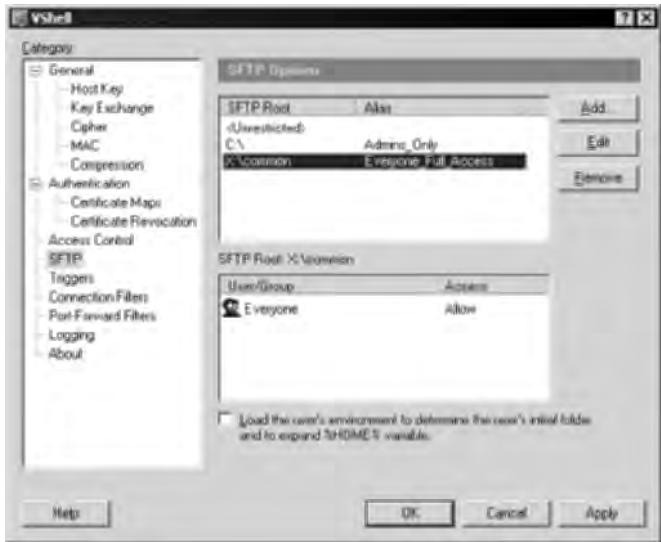 VShell
Category:
General
Host Key
Key Exchange
Cipher
MAC
Compression
Authentication
Certificate Maps
Certificate Revocation
Access Control
SFTP
Triggers
Connection Filters
Port-Forward Filters
Logging
About
SFTP Options
SFTP Root Alias
<Unrestricted>
C:\ Admins_Only
X:\common Everyone_Full_Access
Add...
Edit
Remove
SFTP Root: X:\common
User/Group Access
Everyone Allow
Load the user's environment to determine the user's initial folder
and to expand %HOME% variable.
Help OK Cancel Apply